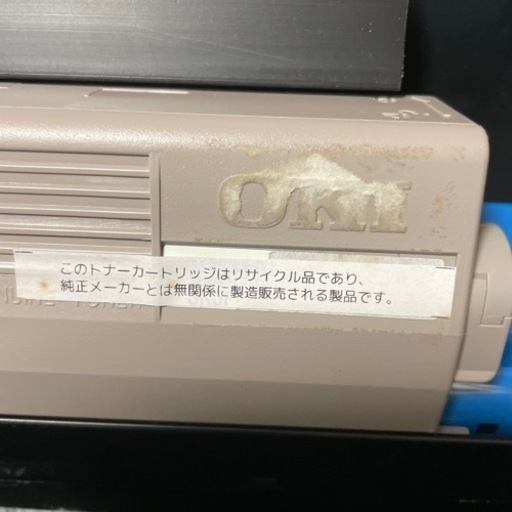 OKI
このトナーカートリッジはリサイクル品であり、
純正メーカーとは無関係に製造販売される製品です。